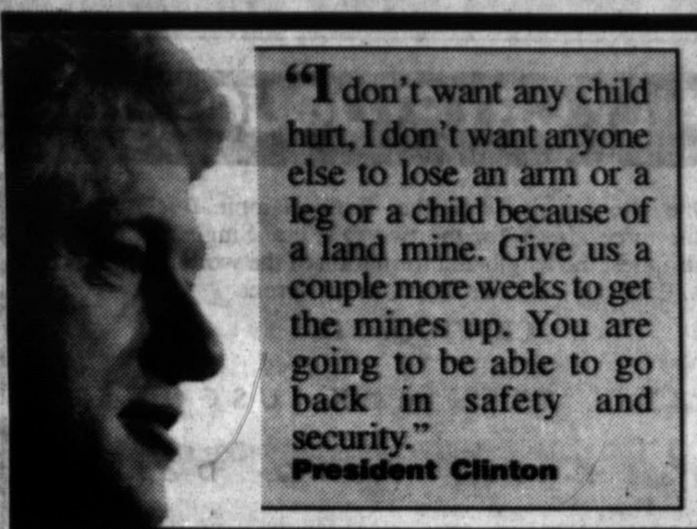 “I don’t want any child
hurt, I don’t want anyone
else to lose an arm or a
leg or a child because of
a land mine. Give us a
couple more weeks to get
the mines up. You are
going to be able to go
back in safety and
security.”
President Clinton